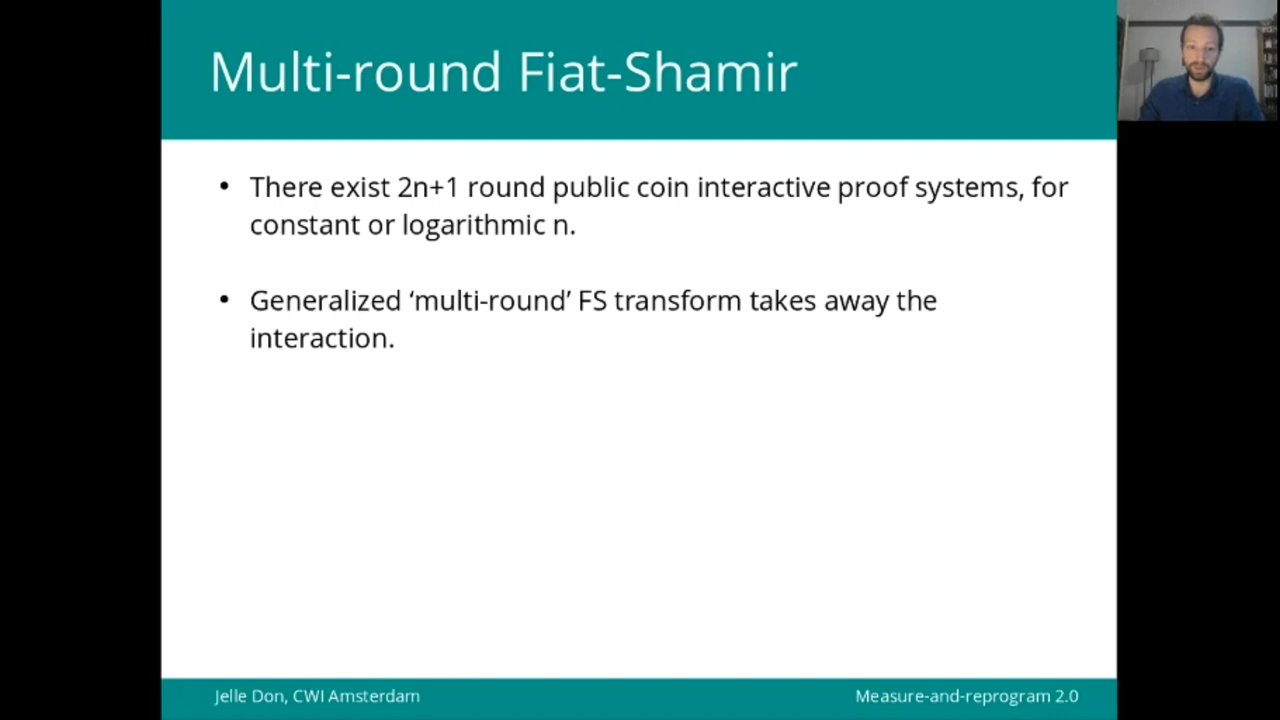 Multi-round Fiat-Shamir
• There exist 2n+1 round public coin interactive proof systems, for
constant or logarithmic n.
• Generalized ‘multi-round’ FS transform takes away the
interaction.
Jelle Don, CWI Amsterdam
Measure-and-reprogram 2.0